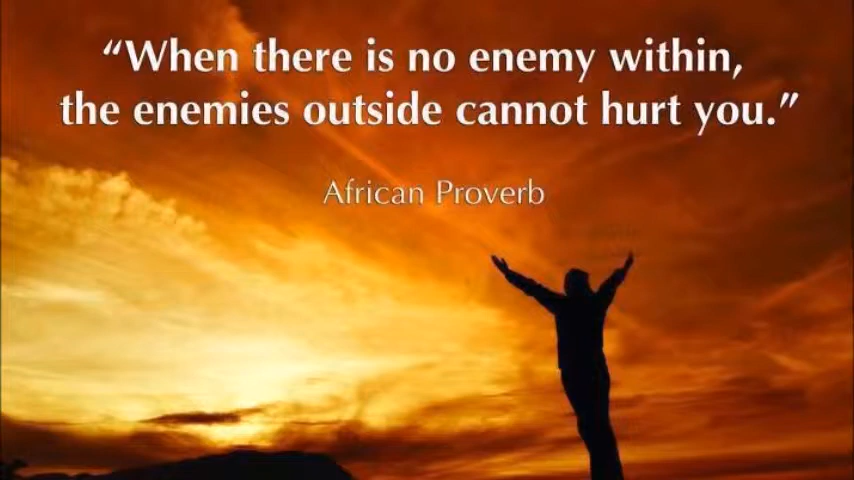 “When there is no enemy within,
the enemies outside cannot hurt you.”
African Proverb